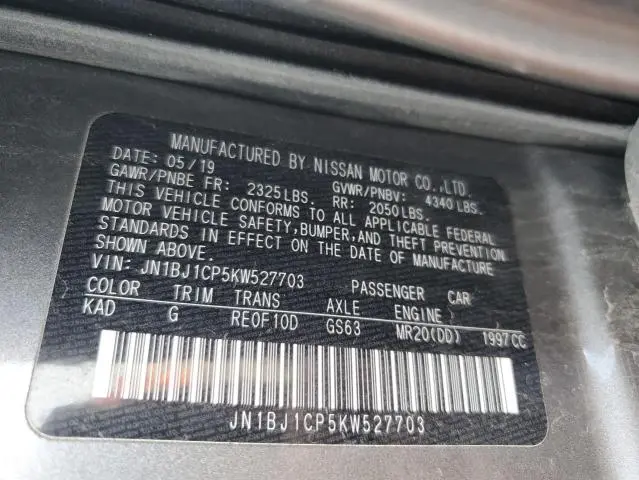 MANUFACTURED BY NISSAN MOTOR CO.,LTD.
DATE: 05/19 GVWR/PNBV: 4340 LBS.
GAWR/PNBE FR: 2325LBS. RR: 2050LBS.
THIS VEHICLE CONFORMS TO ALL APPLICABLE FEDERAL
MOTOR VEHICLE SAFETY,BUMPER,AND THEFT PREVENTION
STANDARDS IN EFFECT ON THE DATE OF MANUFACTURE
SHOWN ABOVE.
VIN: JN1BJ1CP5KW527703 PASSENGER CAR
COLOR TRIM TRANS AXLE ENGINE
KAD G RE0F10D GS63 MR20(DD) 1997CC
JN1BJ1CP5KW527703